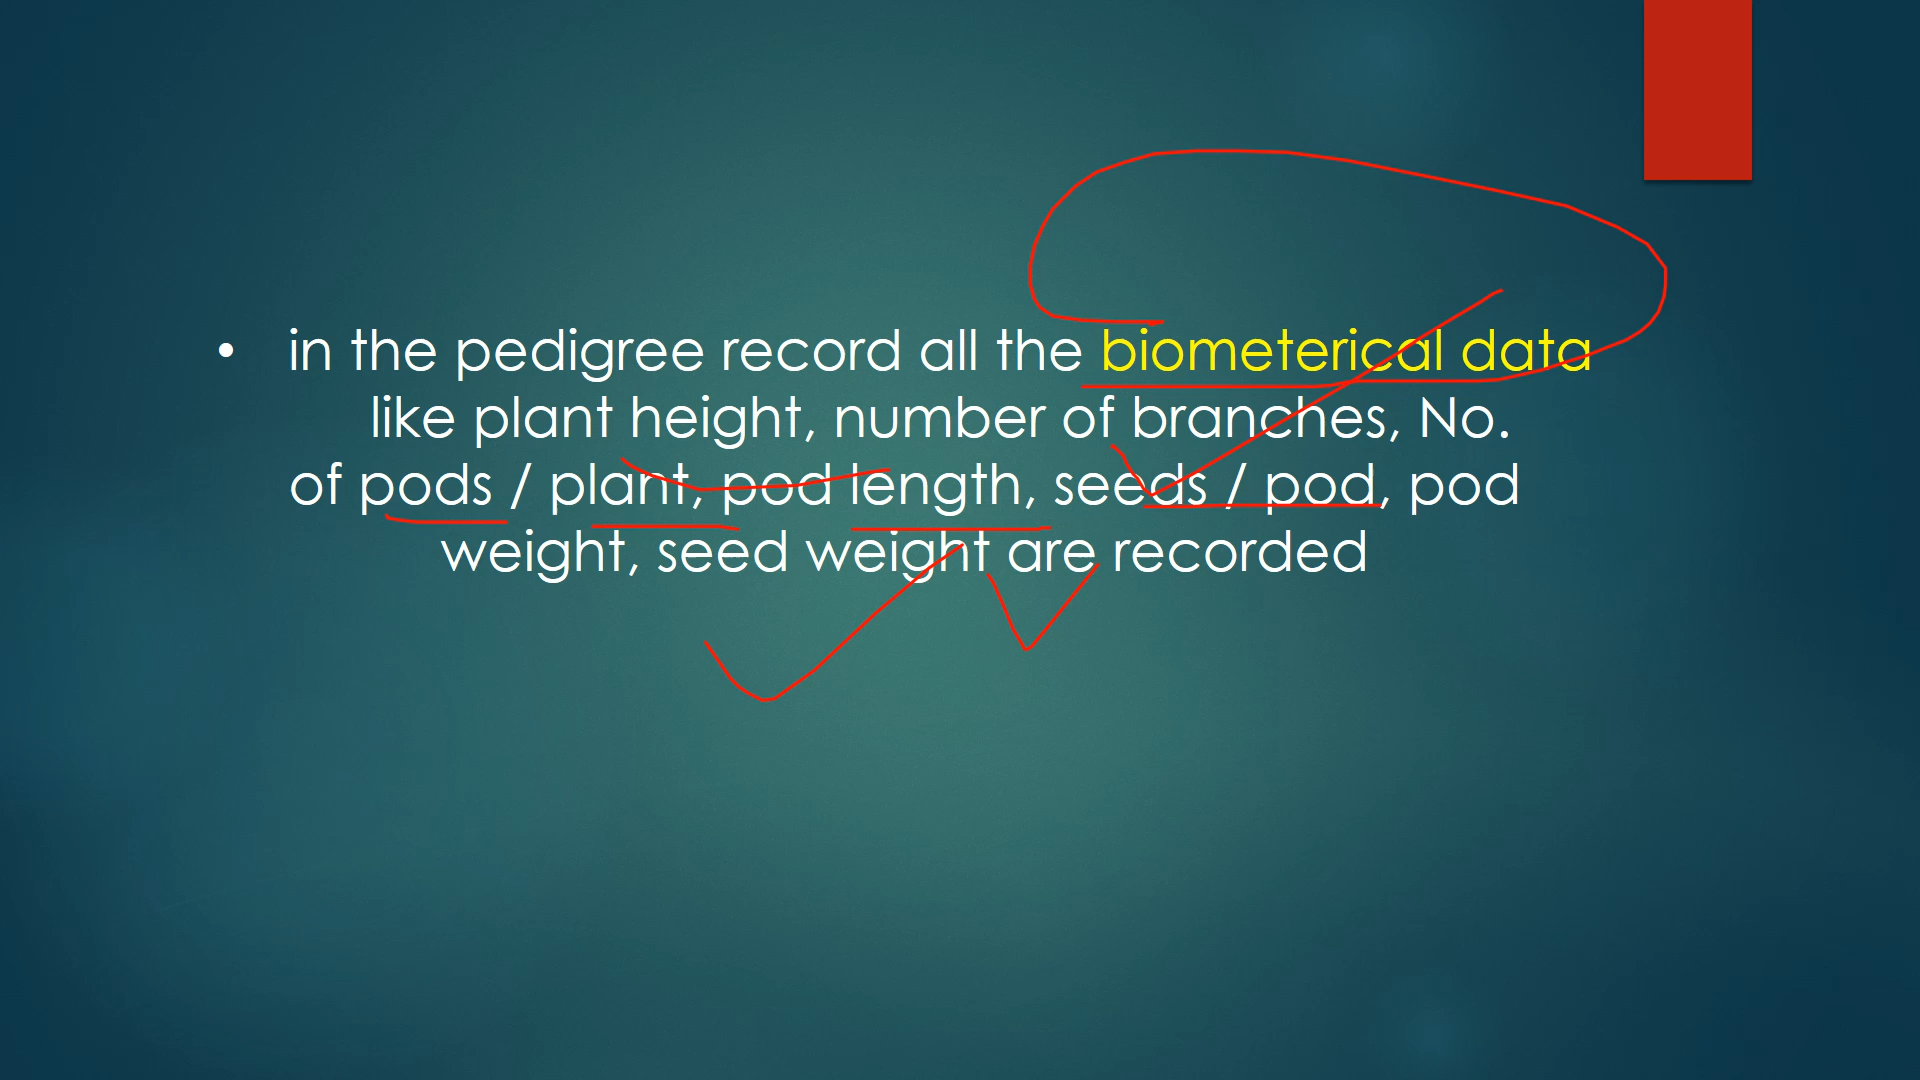 • in the pedigree record all the biometerical data
like plant height, number of branches, No.
of pods / plant, pod length, seeds / pod, pod
weight, seed weight are recorded